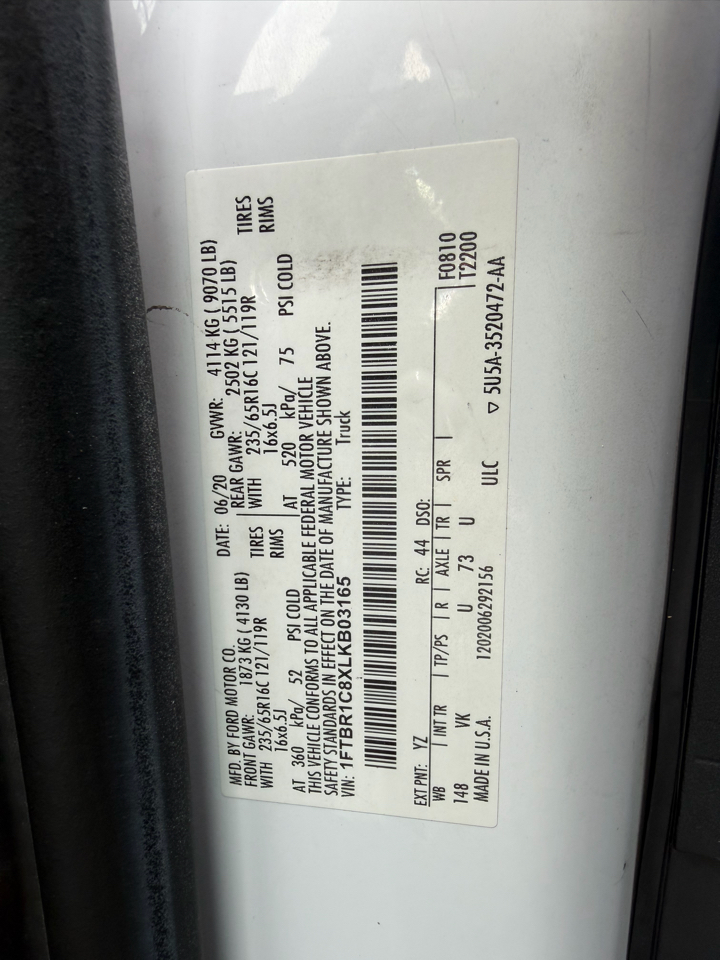 MFD. BY FORD MOTOR CO.
DATE: 06/20 GVWR: 4114 KG ( 9070 LB)
FRONT GAWR: 1873 KG ( 4130 LB)
REAR GAWR: 2502 KG ( 5515 LB)
WITH 235/65R16C 121/119R TIRES
WITH 235/65R16C 121/119R TIRES
16x6.5J RIMS
16x6.5J RIMS
AT 360 kPa/ 52 PSI COLD
AT 520 kPa/ 75 PSI COLD
THIS VEHICLE CONFORMS TO ALL APPLICABLE FEDERAL MOTOR VEHICLE
SAFETY STANDARDS IN EFFECT ON THE DATE OF MANUFACTURE SHOWN ABOVE.
VIN: 1FTBR1C8XLKB03165 TYPE: Truck
EXT PNT: YZ RC: 44 DSO:
WB INT TR TP/PS R AXLE TR SPR F0810
148 VK U 73 U T2200
MADE IN U.S.A. 1202006292156 ULC ▽ 5U5A-3520472-AA